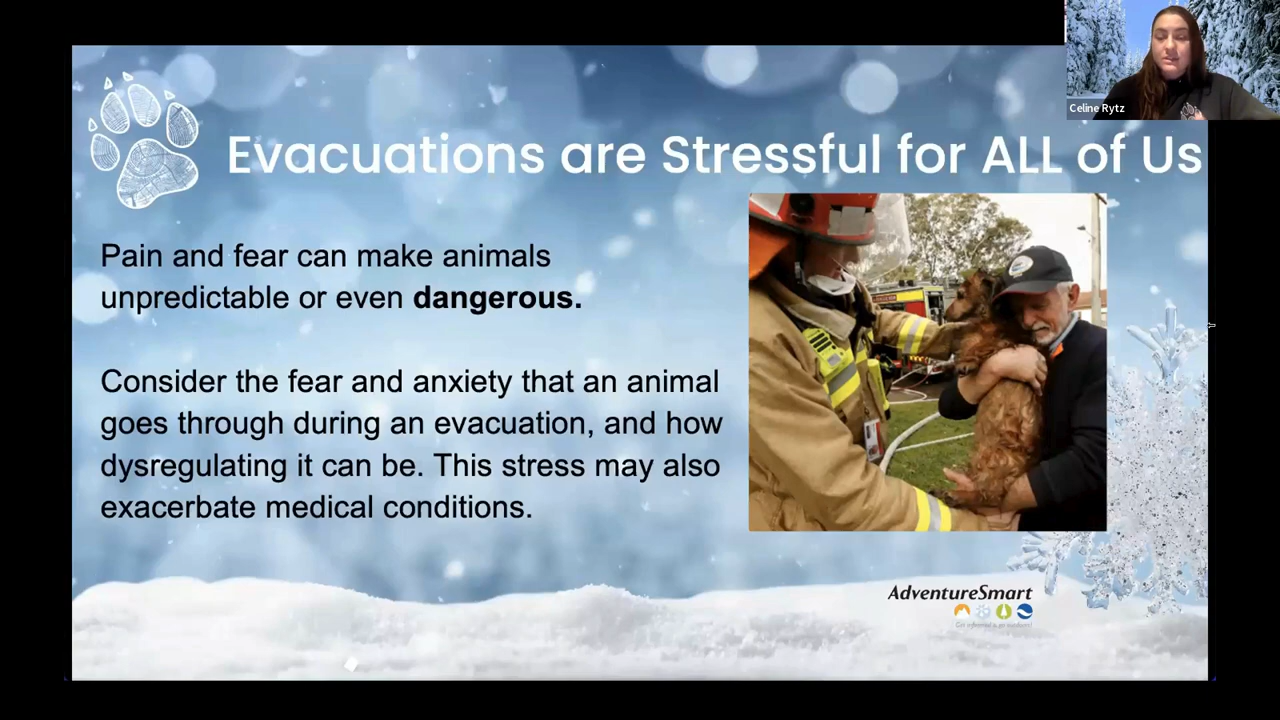 Celine Rytz
Evacuations are Stressful for ALL of Us
Pain and fear can make animals
unpredictable or even dangerous.
Consider the fear and anxiety that an animal
goes through during an evacuation, and how
dysregulating it can be. This stress may also
exacerbate medical conditions.
AdventureSmart